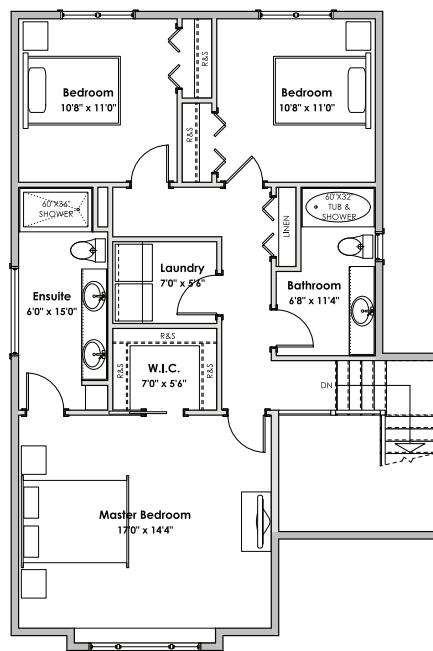 Bedroom
10'8" x 11'0"
R&S
Bedroom
10'8" x 11'0"
R&S
60"X36"
SHOWER
60"X32"
TUB &
SHOWER
LINEN
Laundry
7'0" x 5'6"
Ensuite
6'0" x 15'0"
Bathroom
6'8" x 11'4"
R&S
R&S
W.I.C.
7'0" x 5'6"
R&S
DN
Master Bedroom
17'0" x 14'4"